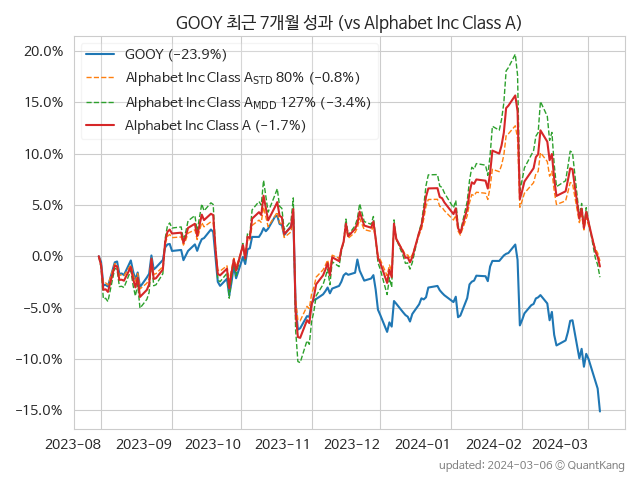 GOOY 최근 7개월 성과 (vs Alphabet Inc Class A)
GOOY (−23.9%)
Alphabet Inc Class A_STD 80% (−0.8%)
Alphabet Inc Class A_MDD 127% (−3.4%)
Alphabet Inc Class A (−1.7%)
20.0%
15.0%
10.0%
5.0%
0.0%
−5.0%
−10.0%
−15.0%
2023−08 2023−09 2023−10 2023−11 2023−12 2024−01 2024−02 2024−03
updated: 2024−03−06 ⓒ QuantKang